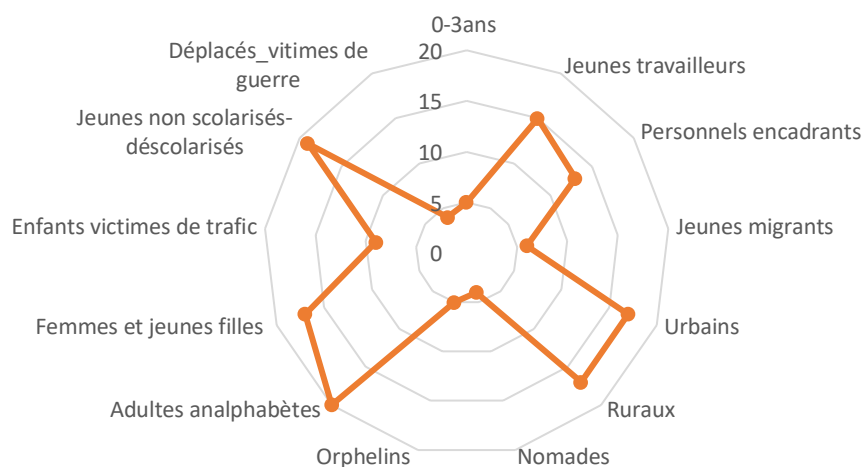 0-3ans
Jeunes travailleurs
Personnels encadrants
Jeunes migrants
Urbains
Ruraux
Nomades
Orphelins
Adultes analphabètes
Femmes et jeunes filles
Enfants victimes de trafic
Jeunes non scolarisés-
déscolarisés
Déplacés_vitimes de
guerre
20
15
10
5
0